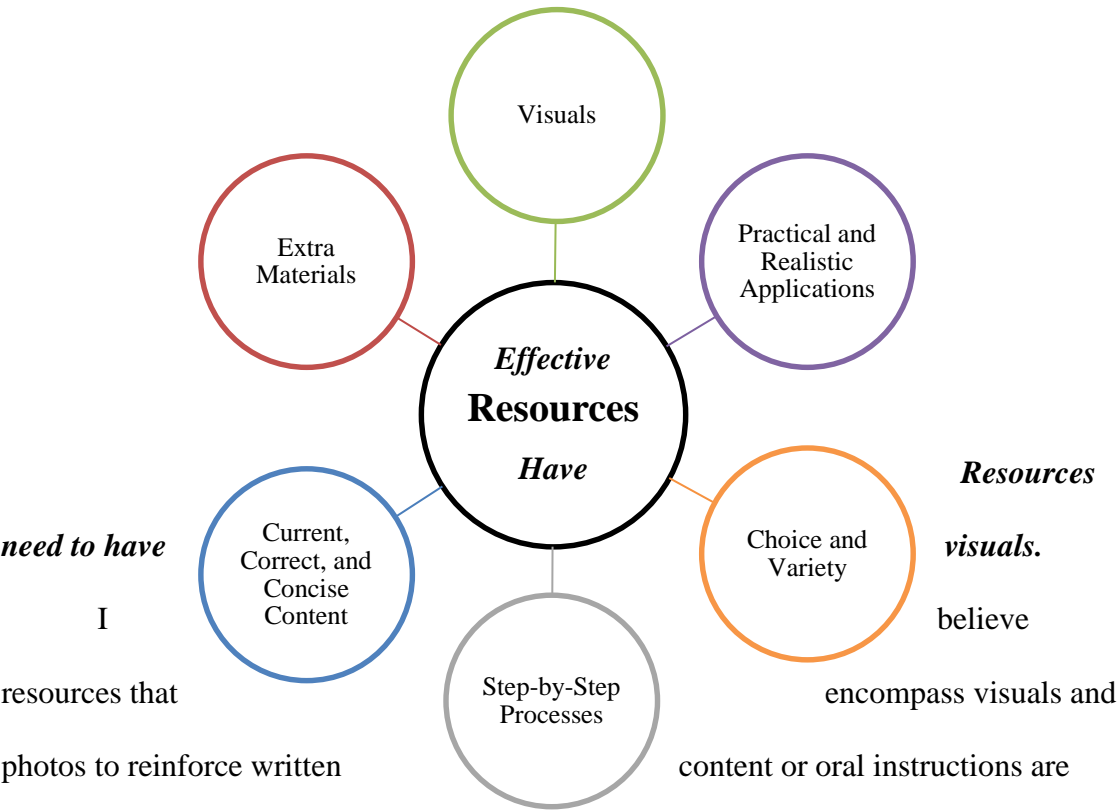 Visuals
Extra
Materials
Practical and
Realistic
Applications
Effective
Resources
Have
Current,
Correct, and
Concise
Content
Choice and
Variety
Step-by-Step
Processes
Resources
need to have visuals.
I believe
resources that encompass visuals and
photos to reinforce written content or oral instructions are